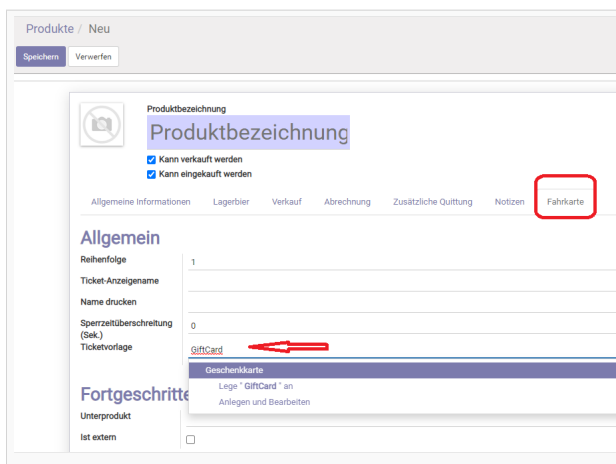 Produkte / Neu
Speichern Verwerfen
Produktbezeichnung
Produktbezeichnung
Kann verkauft werden
Kann eingekauft werden
Allgemeine Informationen Lagerbier Verkauf Abrechnung Zusätzliche Quittung Notizen Fahrkarte
Allgemein
Reihenfolge 1
Ticket-Anzeigename
Name drucken
Sperrzeitüberschreitung (Sek.) 0
Ticketvorlage GiftCard
Geschenkkarte
Lege " GiftCard " an
Anlegen und Bearbeiten
Fortgeschritte
Unterprodukt
Ist extern